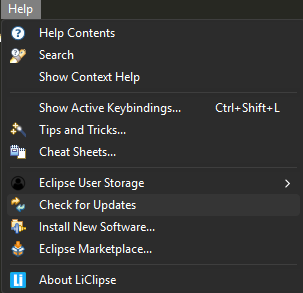 Help
Help Contents
Search
Show Context Help
Show Active Keybindings... Ctrl+Shift+L
Tips and Tricks...
Cheat Sheets...
Eclipse User Storage
Check for Updates
Install New Software...
Eclipse Marketplace...
Li About LiClipse